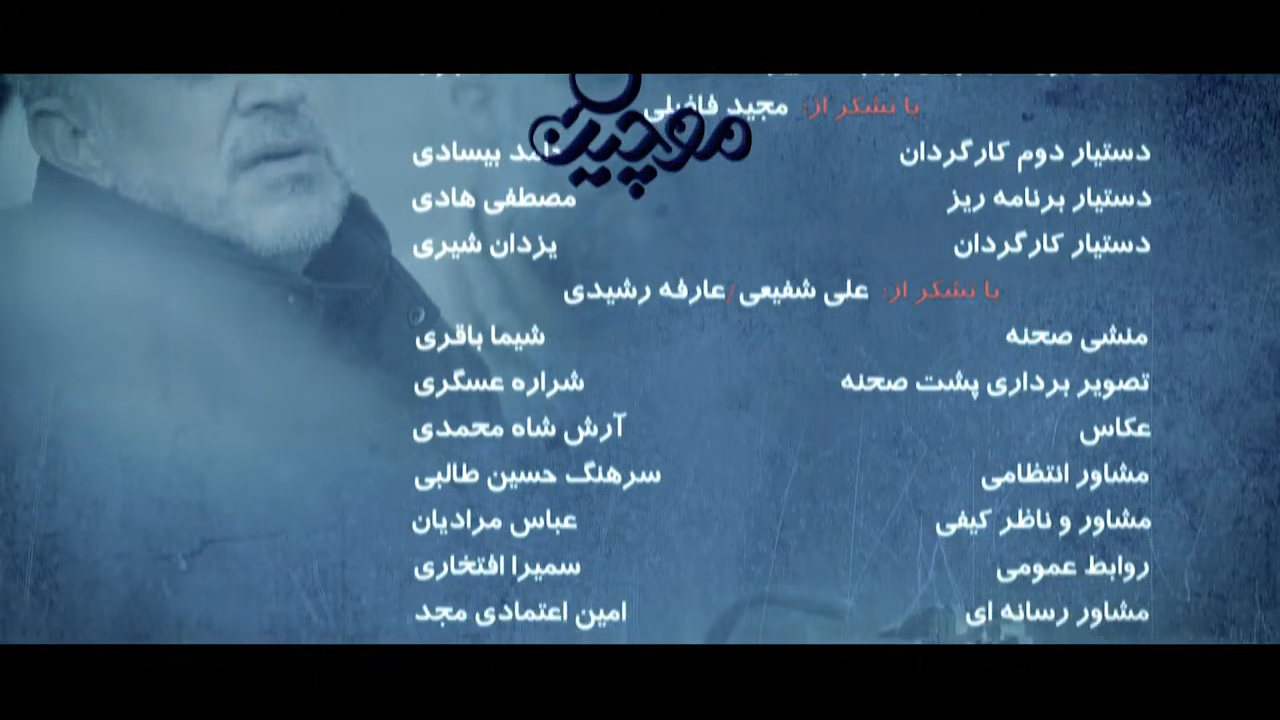 با تشکر از: مجید فاضلی
موچین
دستیار دوم کارگردان حامد بیسادی
دستیار برنامه ریز مصطفی هادی
دستیار کارگردان یزدان شیری
با تشکر از: علی شفیعی/عارفه رشیدی
منشی صحنه شیما باقری
تصویر برداری پشت صحنه شراره عسگری
عکاس آرش شاه محمدی
مشاور انتظامی سرهنگ حسین طالبی
مشاور و ناظر کیفی عباس مرادیان
روابط عمومی سمیرا افتخاری
مشاور رسانه ای امین اعتمادی مجد